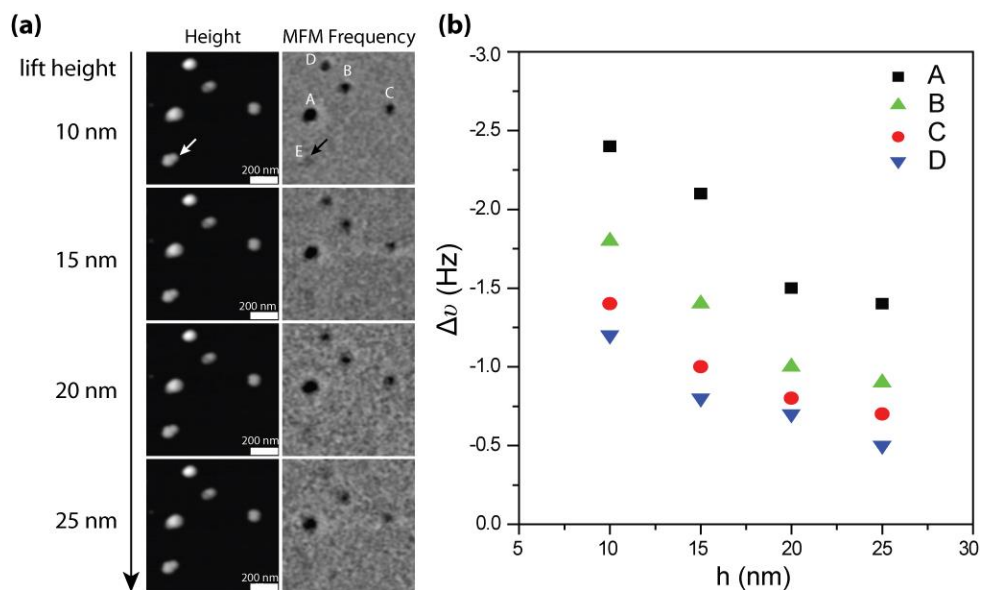 (a)
Height
MFM Frequency
lift height
10 nm
D
B
C
A
E
200 nm
200 nm
15 nm
200 nm
20 nm
200 nm
25 nm
(b)
-3.0
-2.5
-2.0
-1.5
-1.0
-0.5
0.0
Δν (Hz)
5
10
15
20
25
30
h (nm)
A
B
C
D